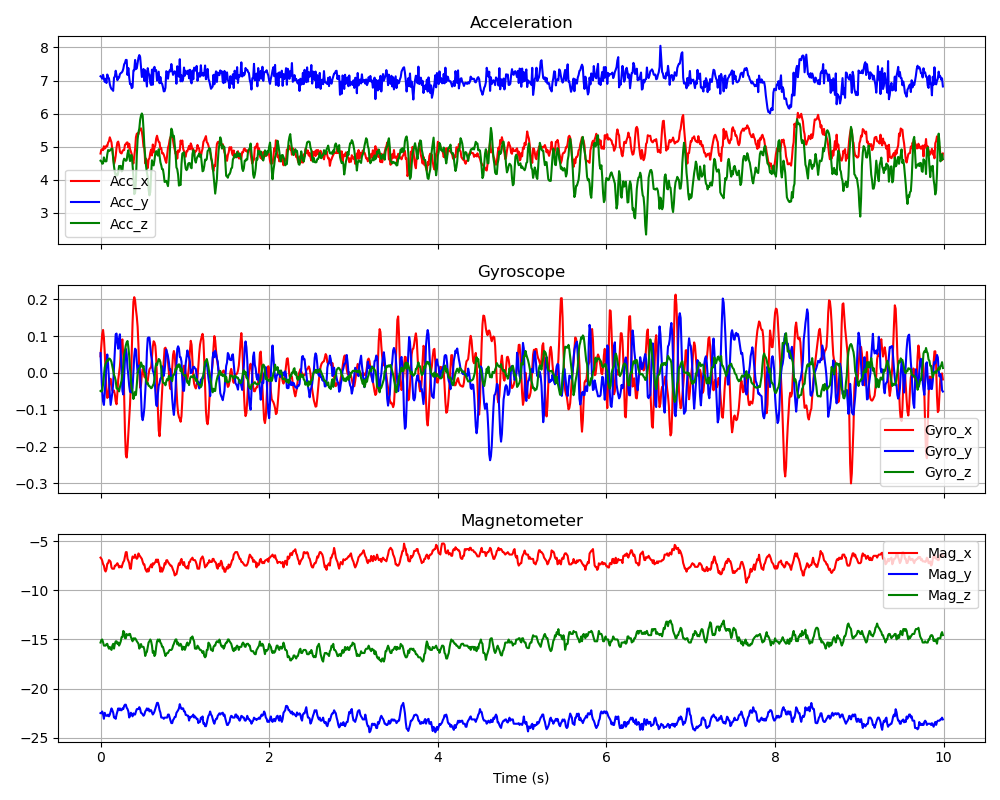 Acceleration
8
7
6
5
4
3
Acc_x
Acc_y
Acc_z
Gyroscope
0.2
0.1
0.0
−0.1
−0.2
−0.3
Gyro_x
Gyro_y
Gyro_z
Magnetometer
−5
−10
−15
−20
−25
Mag_x
Mag_y
Mag_z
0 2 4 6 8 10
Time (s)